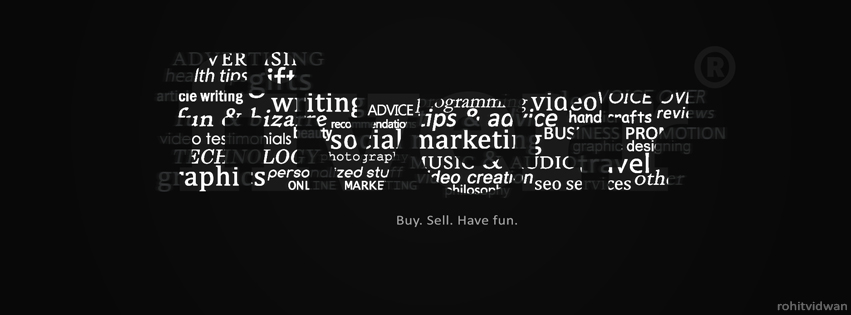 ADVERTISING
health tips gifts
article writing writing ADVICE programming video VOICE OVER
fun & bizarre recommendations tips & advice handcrafts reviews
video testimonials beauty social marketing BUSINESS PROMOTION
graphic designing
TECHNOLOGY photography MUSIC & AUDIO travel
graphics personalized stuff video creation seo services other
ONLINE MARKETING philosophy
®
Buy. Sell. Have fun.
rohitvidwan